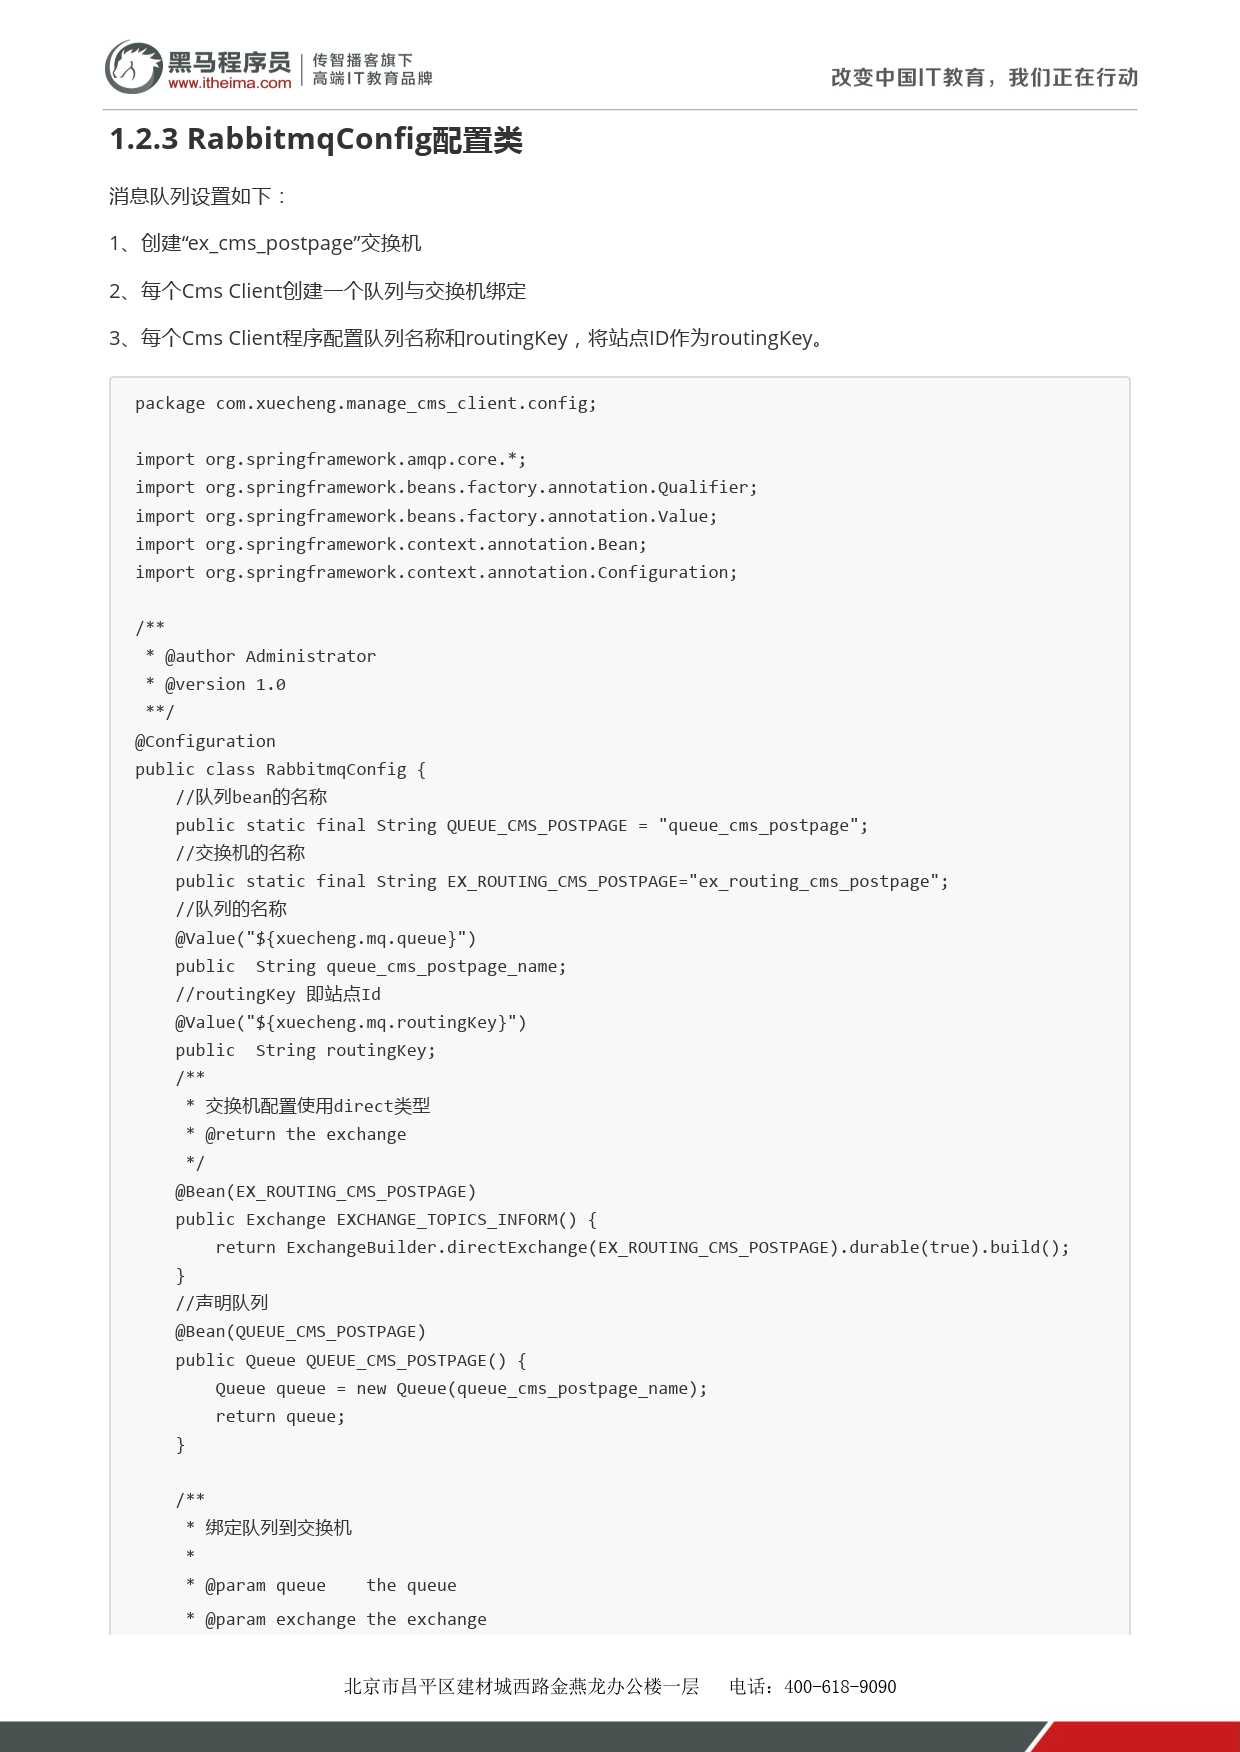 黑马程序员
www.itheima.com
传智播客旗下
高端IT教育品牌
改变中国IT教育，我们正在行动
1.2.3 RabbitmqConfig配置类
消息队列设置如下：
1、创建“ex_cms_postpage”交换机
2、每个Cms Client创建一个队列与交换机绑定
3、每个Cms Client程序配置队列名称和routingKey，将站点ID作为routingKey。
package com.xuecheng.manage_cms_client.config;
import org.springframework.amqp.core.*;
import org.springframework.beans.factory.annotation.Qualifier;
import org.springframework.beans.factory.annotation.Value;
import org.springframework.context.annotation.Bean;
import org.springframework.context.annotation.Configuration;
/**
 * @author Administrator
 * @version 1.0
 **/
@Configuration
public class RabbitmqConfig {
    //队列bean的名称
    public static final String QUEUE_CMS_POSTPAGE = "queue_cms_postpage";
    //交换机的名称
    public static final String EX_ROUTING_CMS_POSTPAGE="ex_routing_cms_postpage";
    //队列的名称
    @Value("${xuecheng.mq.queue}")
    public  String queue_cms_postpage_name;
    //routingKey 即站点Id
    @Value("${xuecheng.mq.routingKey}")
    public  String routingKey;
    /**
     * 交换机配置使用direct类型
     * @return the exchange
     */
    @Bean(EX_ROUTING_CMS_POSTPAGE)
    public Exchange EXCHANGE_TOPICS_INFORM() {
        return ExchangeBuilder.directExchange(EX_ROUTING_CMS_POSTPAGE).durable(true).build();
    }
    //声明队列
    @Bean(QUEUE_CMS_POSTPAGE)
    public Queue QUEUE_CMS_POSTPAGE() {
        Queue queue = new Queue(queue_cms_postpage_name);
        return queue;
    }
    /**
     * 绑定队列到交换机
     *
     * @param queue    the queue
     * @param exchange the exchange
北京市昌平区建材城西路金燕龙办公楼一层 电话：400-618-9090